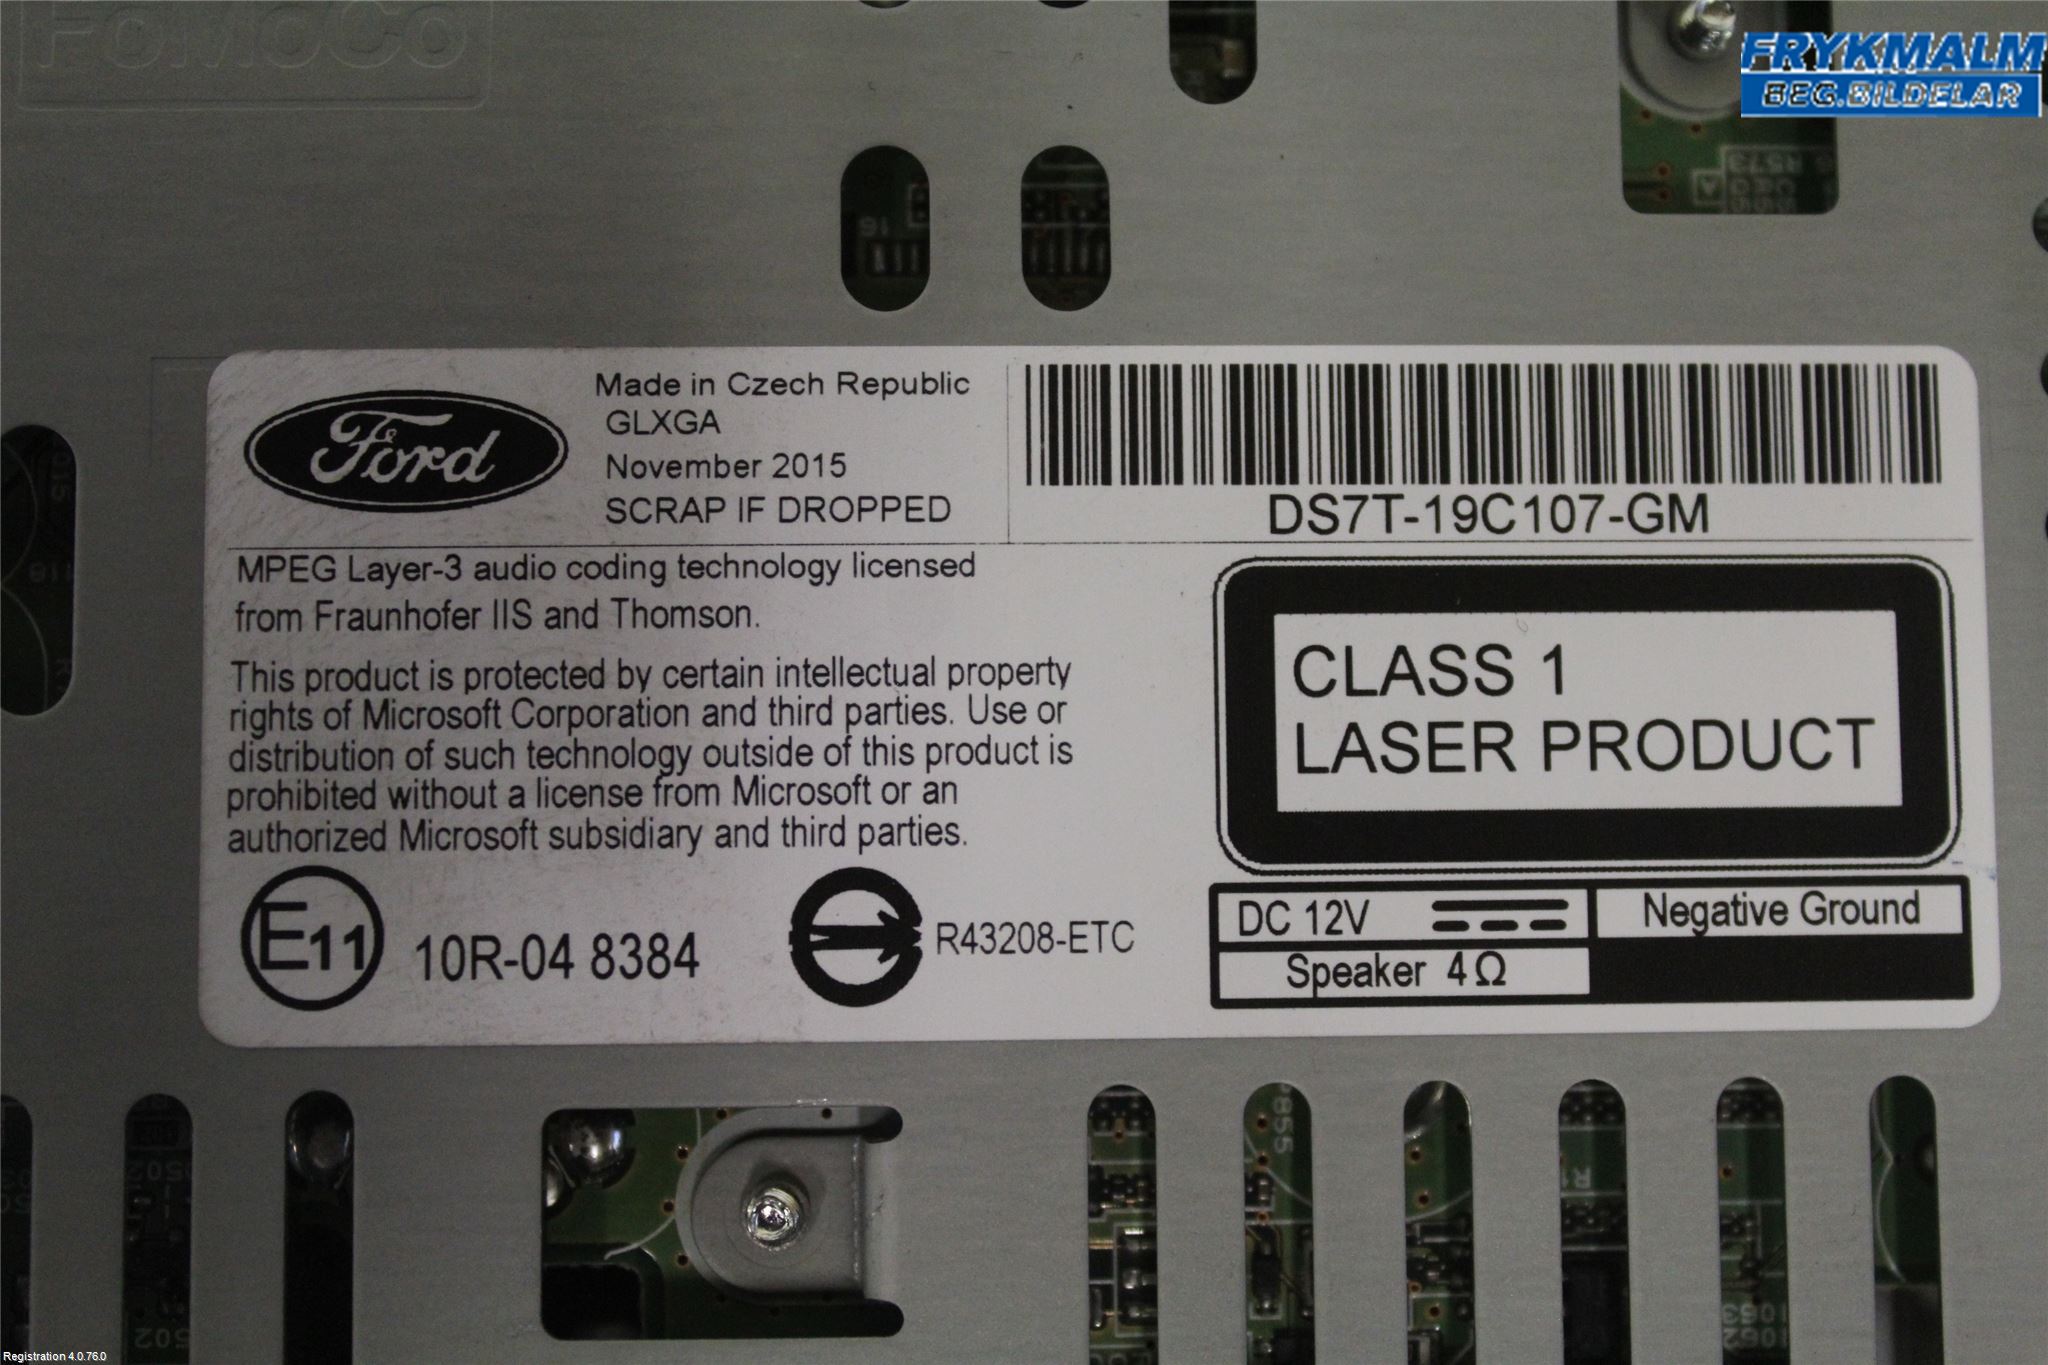 FoMoCo
FRYKMALM
BEG.BILDELAR
Ford
Made in Czech Republic
GLXGA
November 2015
SCRAP IF DROPPED
DS7T-19C107-GM
MPEG Layer-3 audio coding technology licensed
from Fraunhofer IIS and Thomson.
This product is protected by certain intellectual property
rights of Microsoft Corporation and third parties. Use or
distribution of such technology outside of this product is
prohibited without a license from Microsoft or an
authorized Microsoft subsidiary and third parties.
CLASS 1
LASER PRODUCT
E11
10R-04 8384
R43208-ETC
DC 12V
Negative Ground
Speaker 4Ω
Registration 4.0.76.0